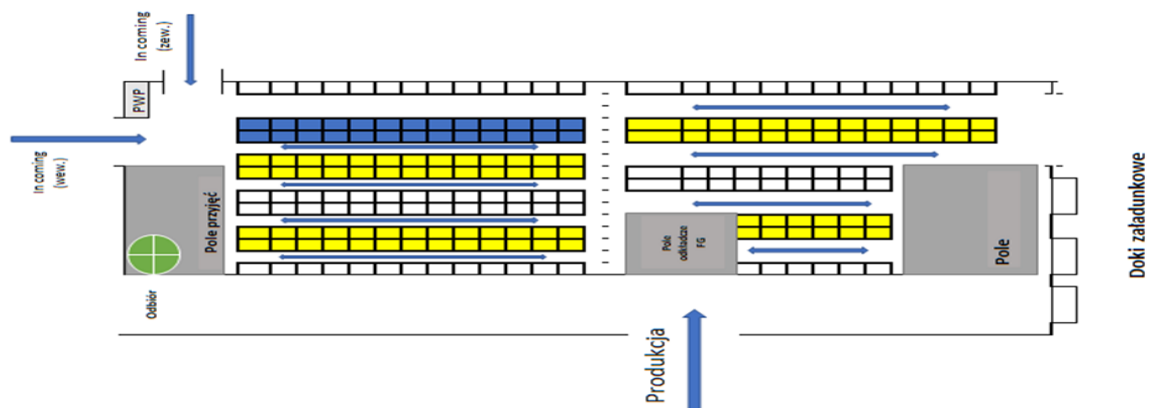 In coming
(zew.)
PWP
In coming
(wew.)
Pole przyjęć
Odbiór
Pole
odkładcze
FG
Pole
Produkcja
Doki załadunkowe